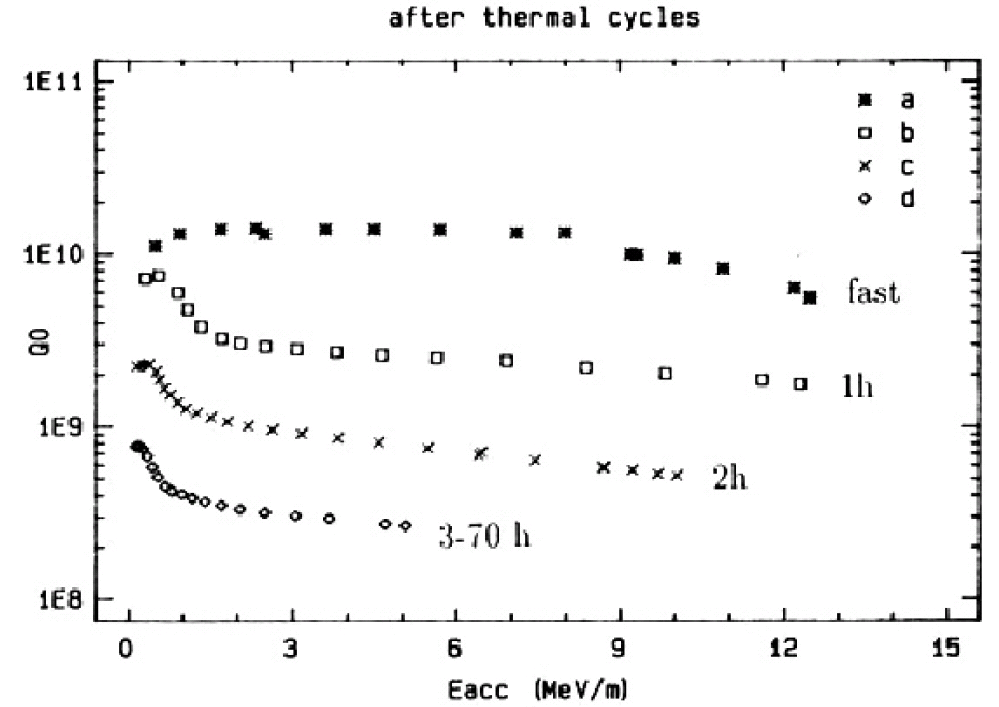 after thermal cycles
1E11
a
b
c
d
1E10
fast
Q0
1h
1E9
2h
3-70 h
1E8
0 3 6 9 12 15
Eacc (MeV/m)